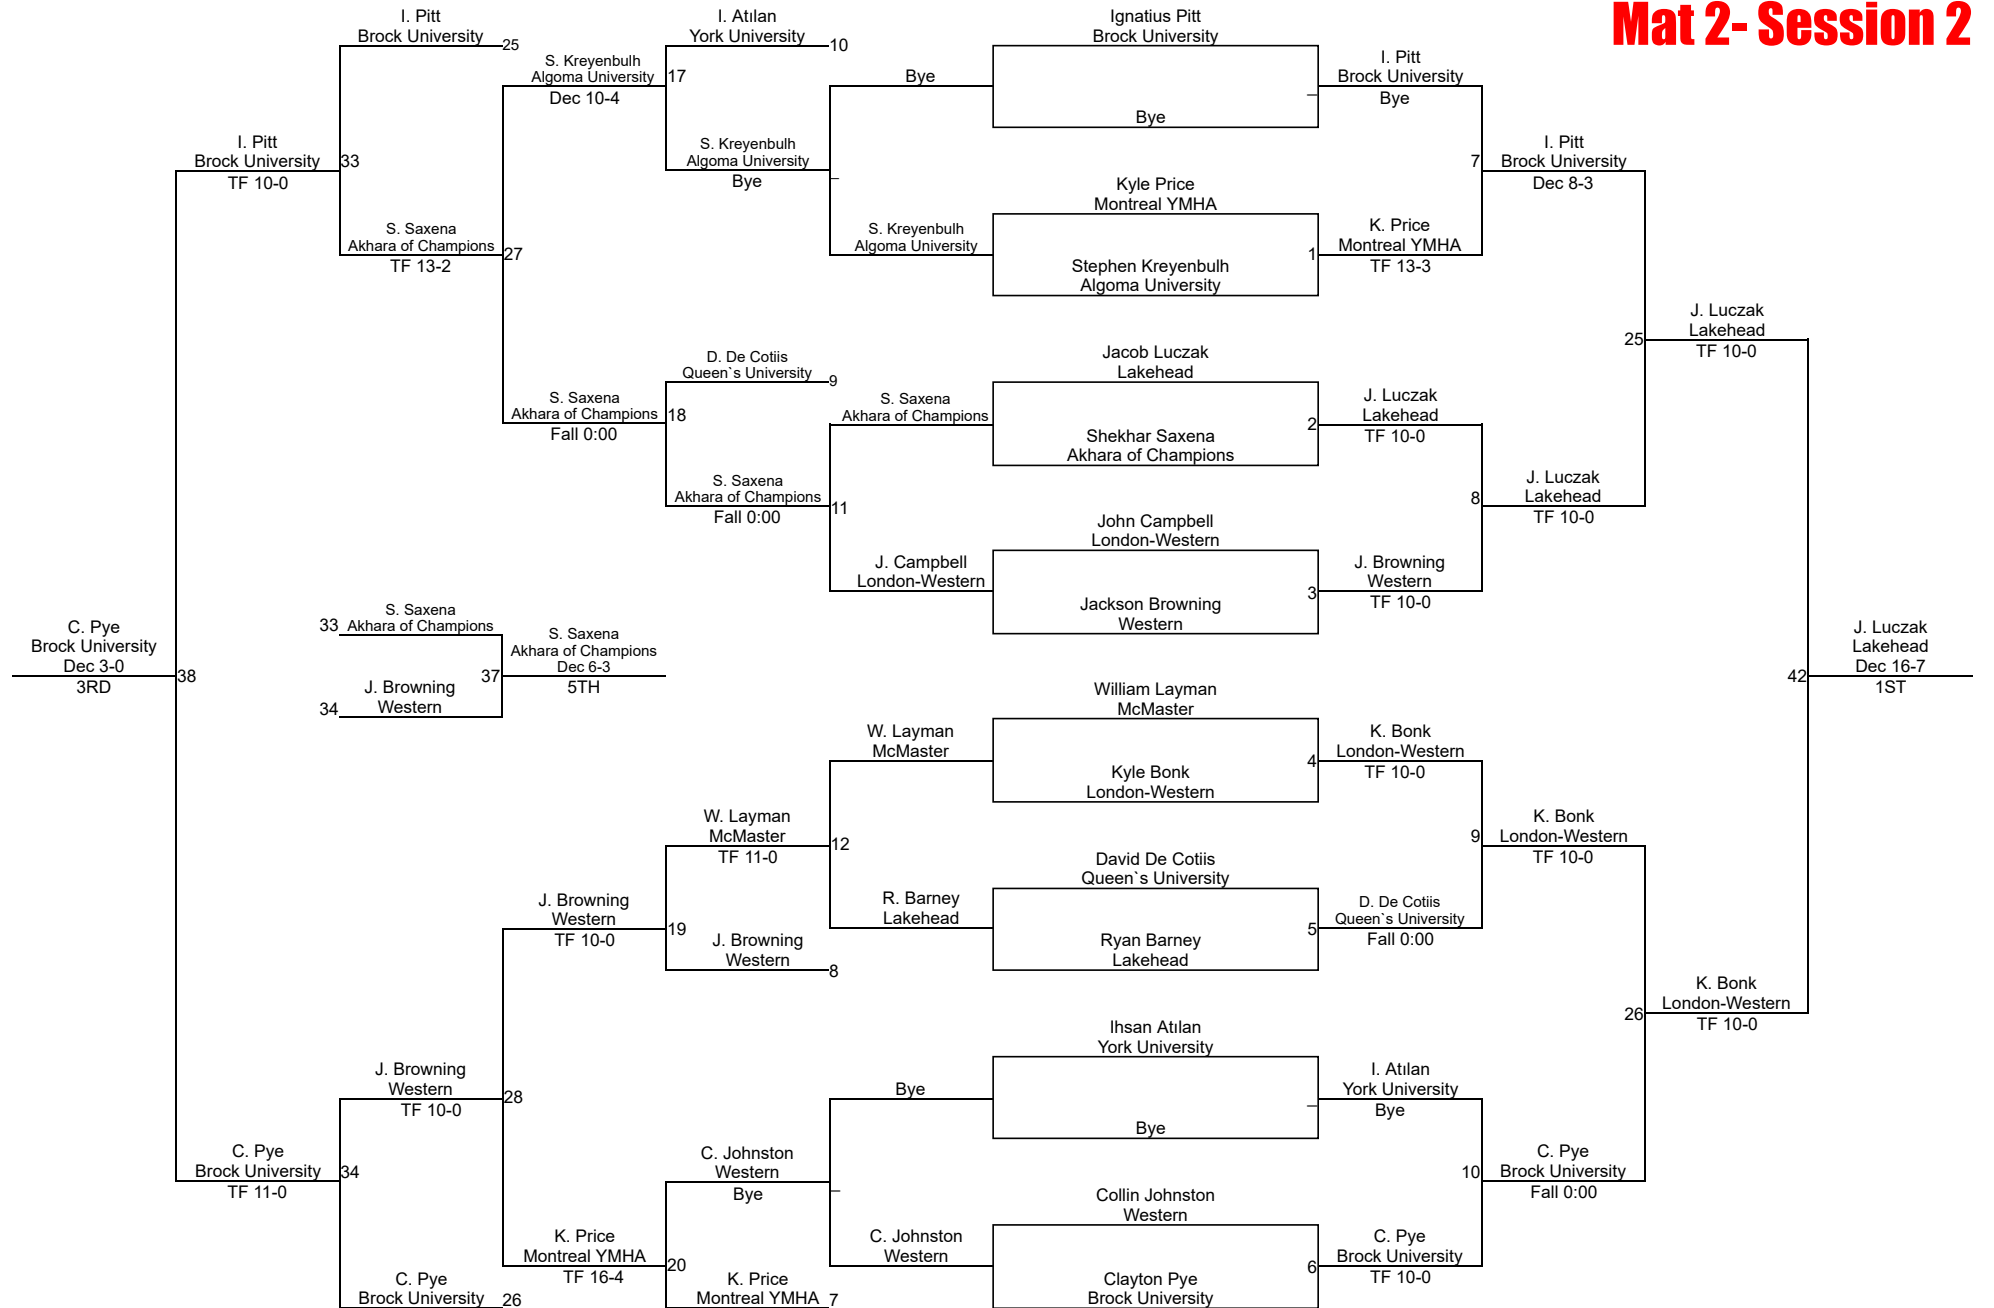 Mat 2- Session 2
I. Pitt
Brock University
25
I. Atılan
York University
10
Ignatius Pitt
Brock University
S. Kreyenbulh
Algoma University
Dec 10-4
17
Bye
Bye
I. Pitt
Brock University
Bye
I. Pitt
Brock University
TF 10-0
33
S. Kreyenbulh
Algoma University
Bye
Kyle Price
Montreal YMHA
7
I. Pitt
Brock University
Dec 8-3
S. Saxena
Akhara of Champions
TF 13-2
27
S. Kreyenbulh
Algoma University
Stephen Kreyenbulh
Algoma University
1
K. Price
Montreal YMHA
TF 13-3
25
J. Luczak
Lakehead
TF 10-0
D. De Cotiis
Queen`s University
9
Jacob Luczak
Lakehead
S. Saxena
Akhara of Champions
Fall 0:00
18
S. Saxena
Akhara of Champions
Shekhar Saxena
Akhara of Champions
2
J. Luczak
Lakehead
TF 10-0
S. Saxena
Akhara of Champions
Fall 0:00
11
John Campbell
London-Western
8
J. Luczak
Lakehead
TF 10-0
J. Campbell
London-Western
Jackson Browning
Western
3
J. Browning
Western
TF 10-0
C. Pye
Brock University
Dec 3-0
3RD
38
33
S. Saxena
Akhara of Champions
34
J. Browning
Western
37
S. Saxena
Akhara of Champions
Dec 6-3
5TH
42
J. Luczak
Lakehead
Dec 16-7
1ST
William Layman
McMaster
W. Layman
McMaster
Kyle Bonk
London-Western
4
K. Bonk
London-Western
TF 10-0
W. Layman
McMaster
TF 11-0
12
David De Cotiis
Queen`s University
9
K. Bonk
London-Western
TF 10-0
J. Browning
Western
TF 10-0
19
R. Barney
Lakehead
Ryan Barney
Lakehead
5
D. De Cotiis
Queen`s University
Fall 0:00
J. Browning
Western
8
26
K. Bonk
London-Western
TF 10-0
Ihsan Atılan
York University
J. Browning
Western
TF 10-0
28
Bye
Bye
I. Atılan
York University
Bye
C. Pye
Brock University
TF 11-0
34
C. Johnston
Western
Bye
Collin Johnston
Western
10
C. Pye
Brock University
Fall 0:00
K. Price
Montreal YMHA
TF 16-4
20
C. Johnston
Western
Clayton Pye
Brock University
6
C. Pye
Brock University
TF 10-0
C. Pye
Brock University
26
K. Price
Montreal YMHA
7